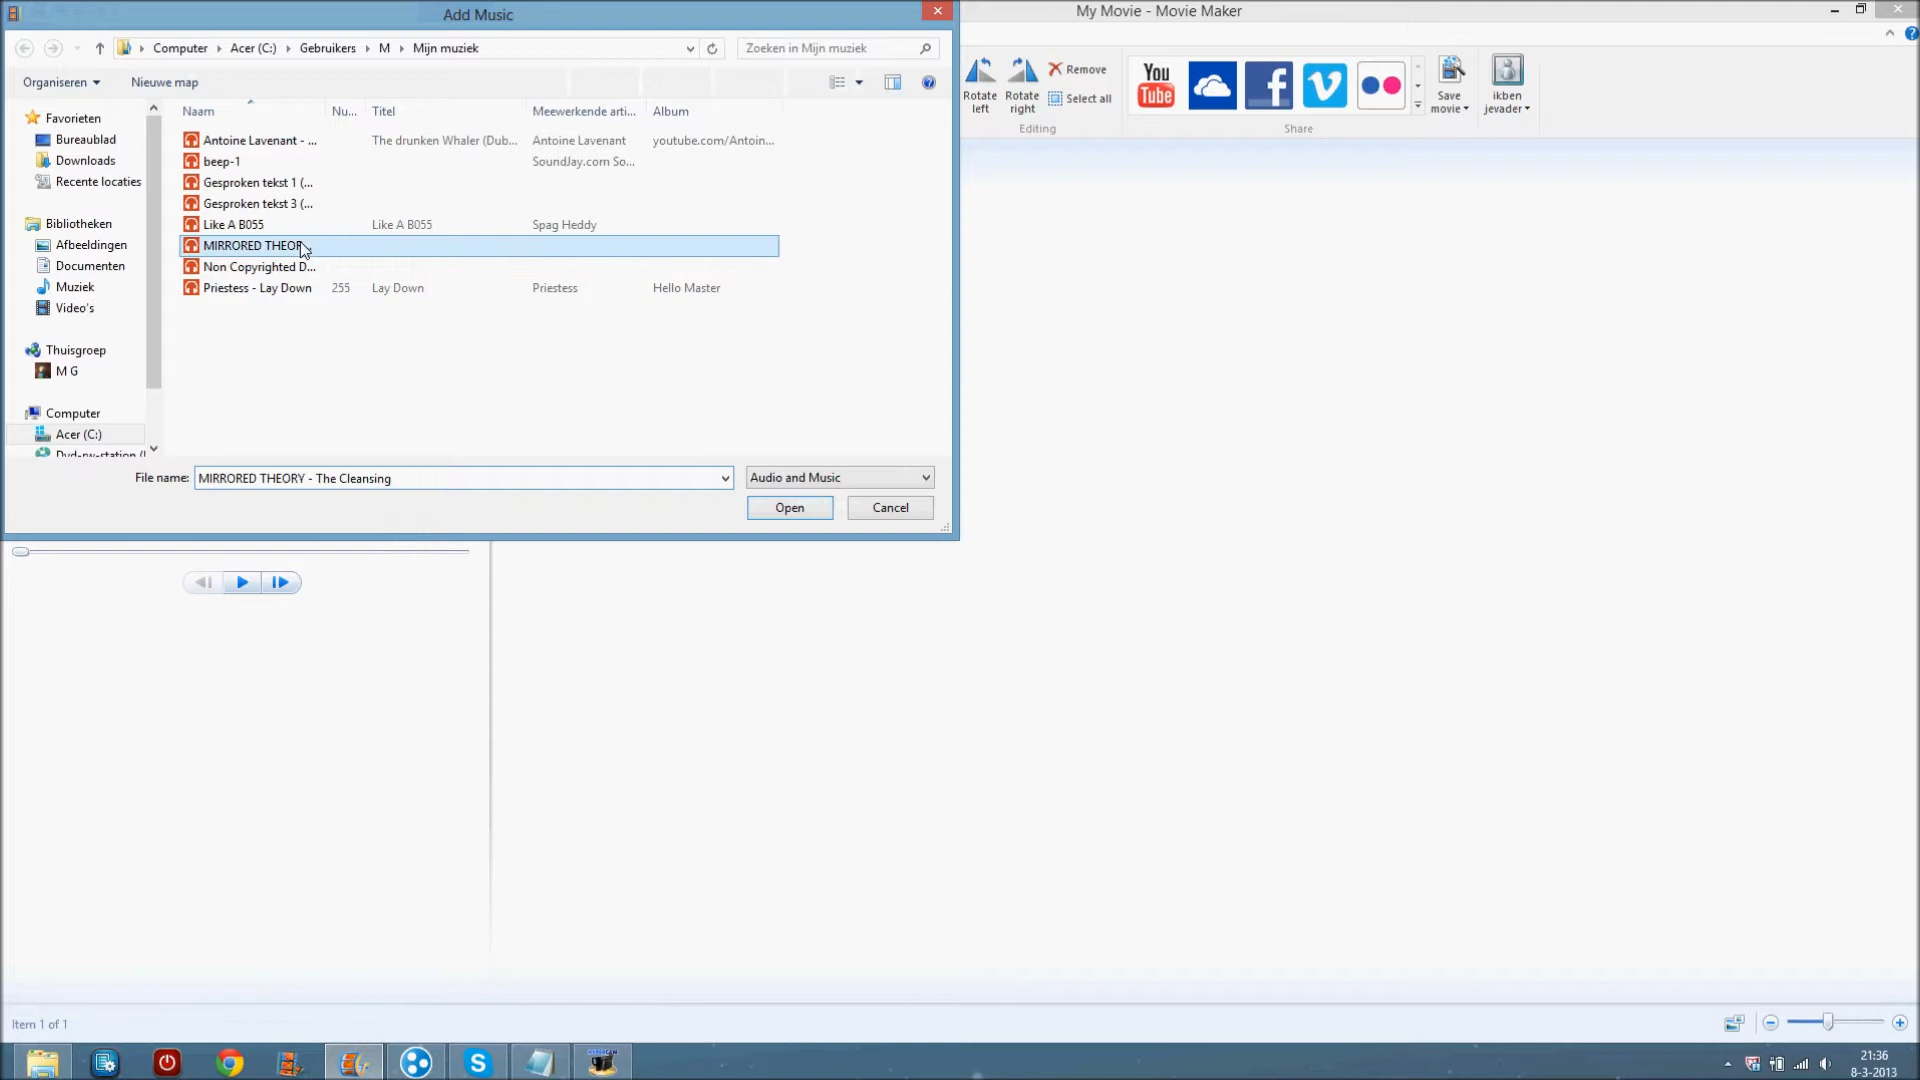 Add Music
My Movie - Movie Maker
Computer Acer (C:) Gebruikers M Mijn muziek
Zoeken in Mijn muziek
Organiseren Nieuwe map
Remove
Select all
Rotate left
Rotate right
Editing
You Tube
Share
Save movie
ikben jevader
Favorieten
Bureaublad
Downloads
Recente locaties
Bibliotheken
Afbeeldingen
Documenten
Muziek
Video's
Thuisgroep
M G
Computer
Acer (C:)
Dvd-rw-station (
Naam Nu... Titel Meewerkende arti... Album
Antoine Lavenant - ... The drunken Whaler (Dub... Antoine Lavenant youtube.com/Antoin...
beep-1 SoundJay.com So...
Gesproken tekst 1 (...
Gesproken tekst 3 (...
Like A B055 Like A B055 Spag Heddy
MIRRORED THEOR
Non Copyrighted D...
Priestess - Lay Down 255 Lay Down Priestess Hello Master
File name: MIRRORED THEORY - The Cleansing
Audio and Music
Open Cancel
Item 1 of 1
21:36
8-3-2013